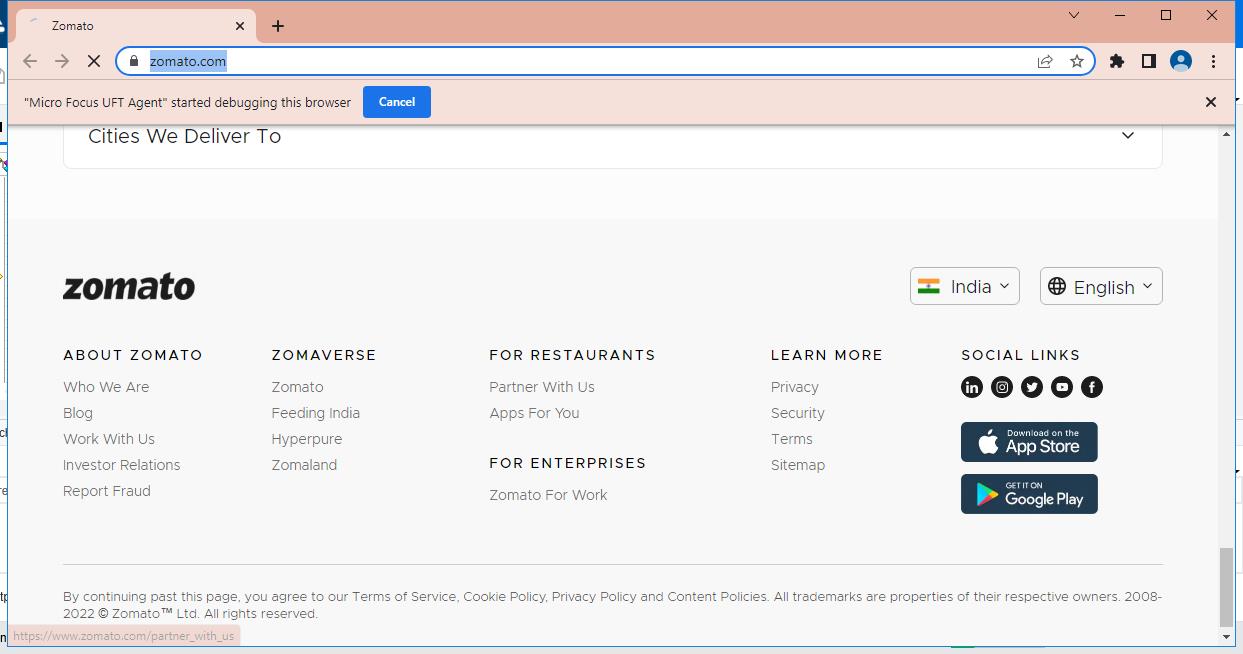 Zomato
zomato.com
"Micro Focus UFT Agent" started debugging this browser
Cancel
Cities We Deliver To
zomato
India
English
ABOUT ZOMATO
Who We Are
Blog
Work With Us
Investor Relations
Report Fraud
ZOMAVERSE
Zomato
Feeding India
Hyperpure
Zomaland
FOR RESTAURANTS
Partner With Us
Apps For You
FOR ENTERPRISES
Zomato For Work
LEARN MORE
Privacy
Security
Terms
Sitemap
SOCIAL LINKS
in
f
Download on the
App Store
GET IT ON
Google Play
By continuing past this page, you agree to our Terms of Service, Cookie Policy, Privacy Policy and Content Policies. All trademarks are properties of their respective owners. 2008-
2022 © Zomato™ Ltd. All rights reserved.
https://www.zomato.com/partner_with_us